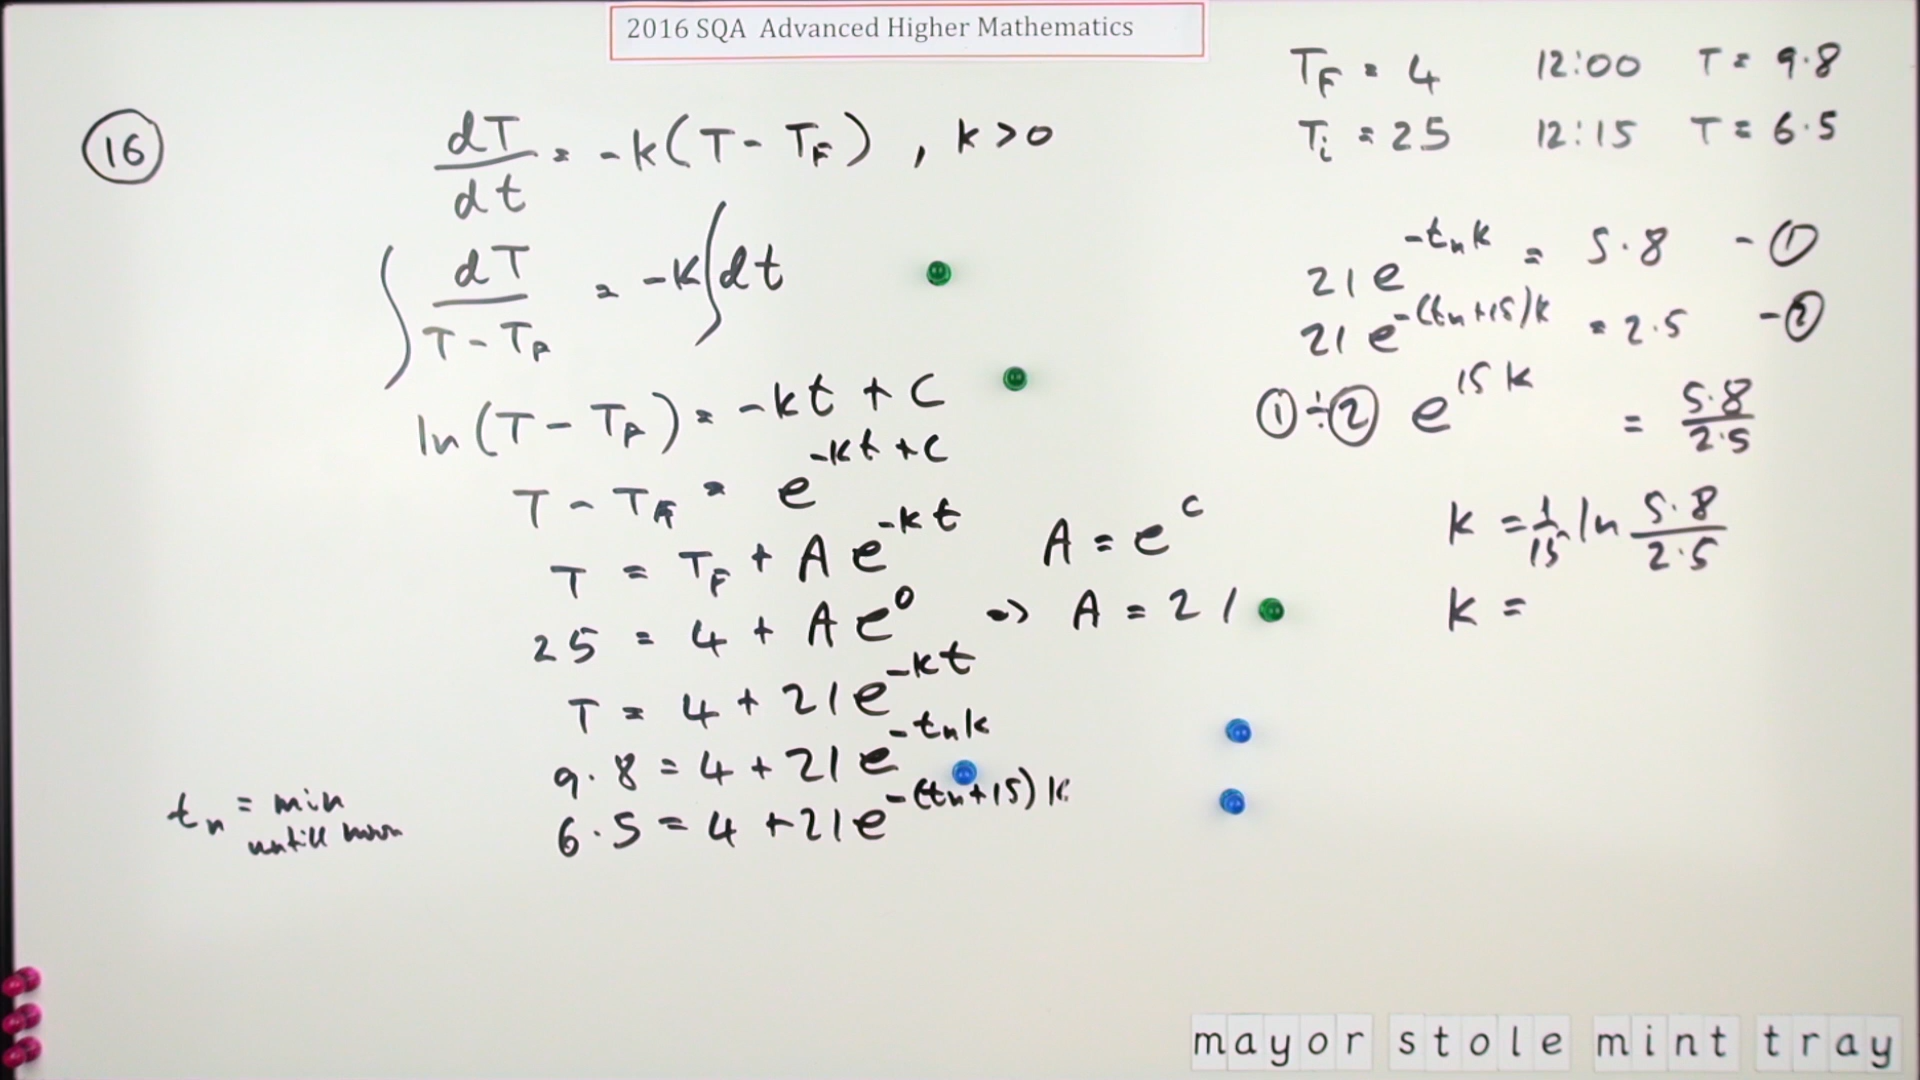 2016 SQA Advanced Higher Mathematics
16
dT/dt = -k(T - T_F) , k > 0
∫ dT/(T - T_F) = -k∫dt
ln(T - T_F) = -kt + C
T - T_F = e^(-kt + C)
T = T_F + Ae^(-kt) A = e^c
25 = 4 + Ae^0 => A = 21
T = 4 + 21e^(-kt)
9.8 = 4 + 21e^(-t_n k)
6.5 = 4 + 21e^(-(t_n+15)k)
t_n = min
untill noon
T_F = 4 12:00 T = 9.8
T_i = 25 12:15 T = 6.5
21e^(-t_n k) = 5.8 - ①
21e^(-(t_n+15)k) = 2.5 - ②
① ÷ ② e^(15k) = 5.8/2.5
k = 1/15 ln 5.8/2.5
k =
mayor stole mint tray